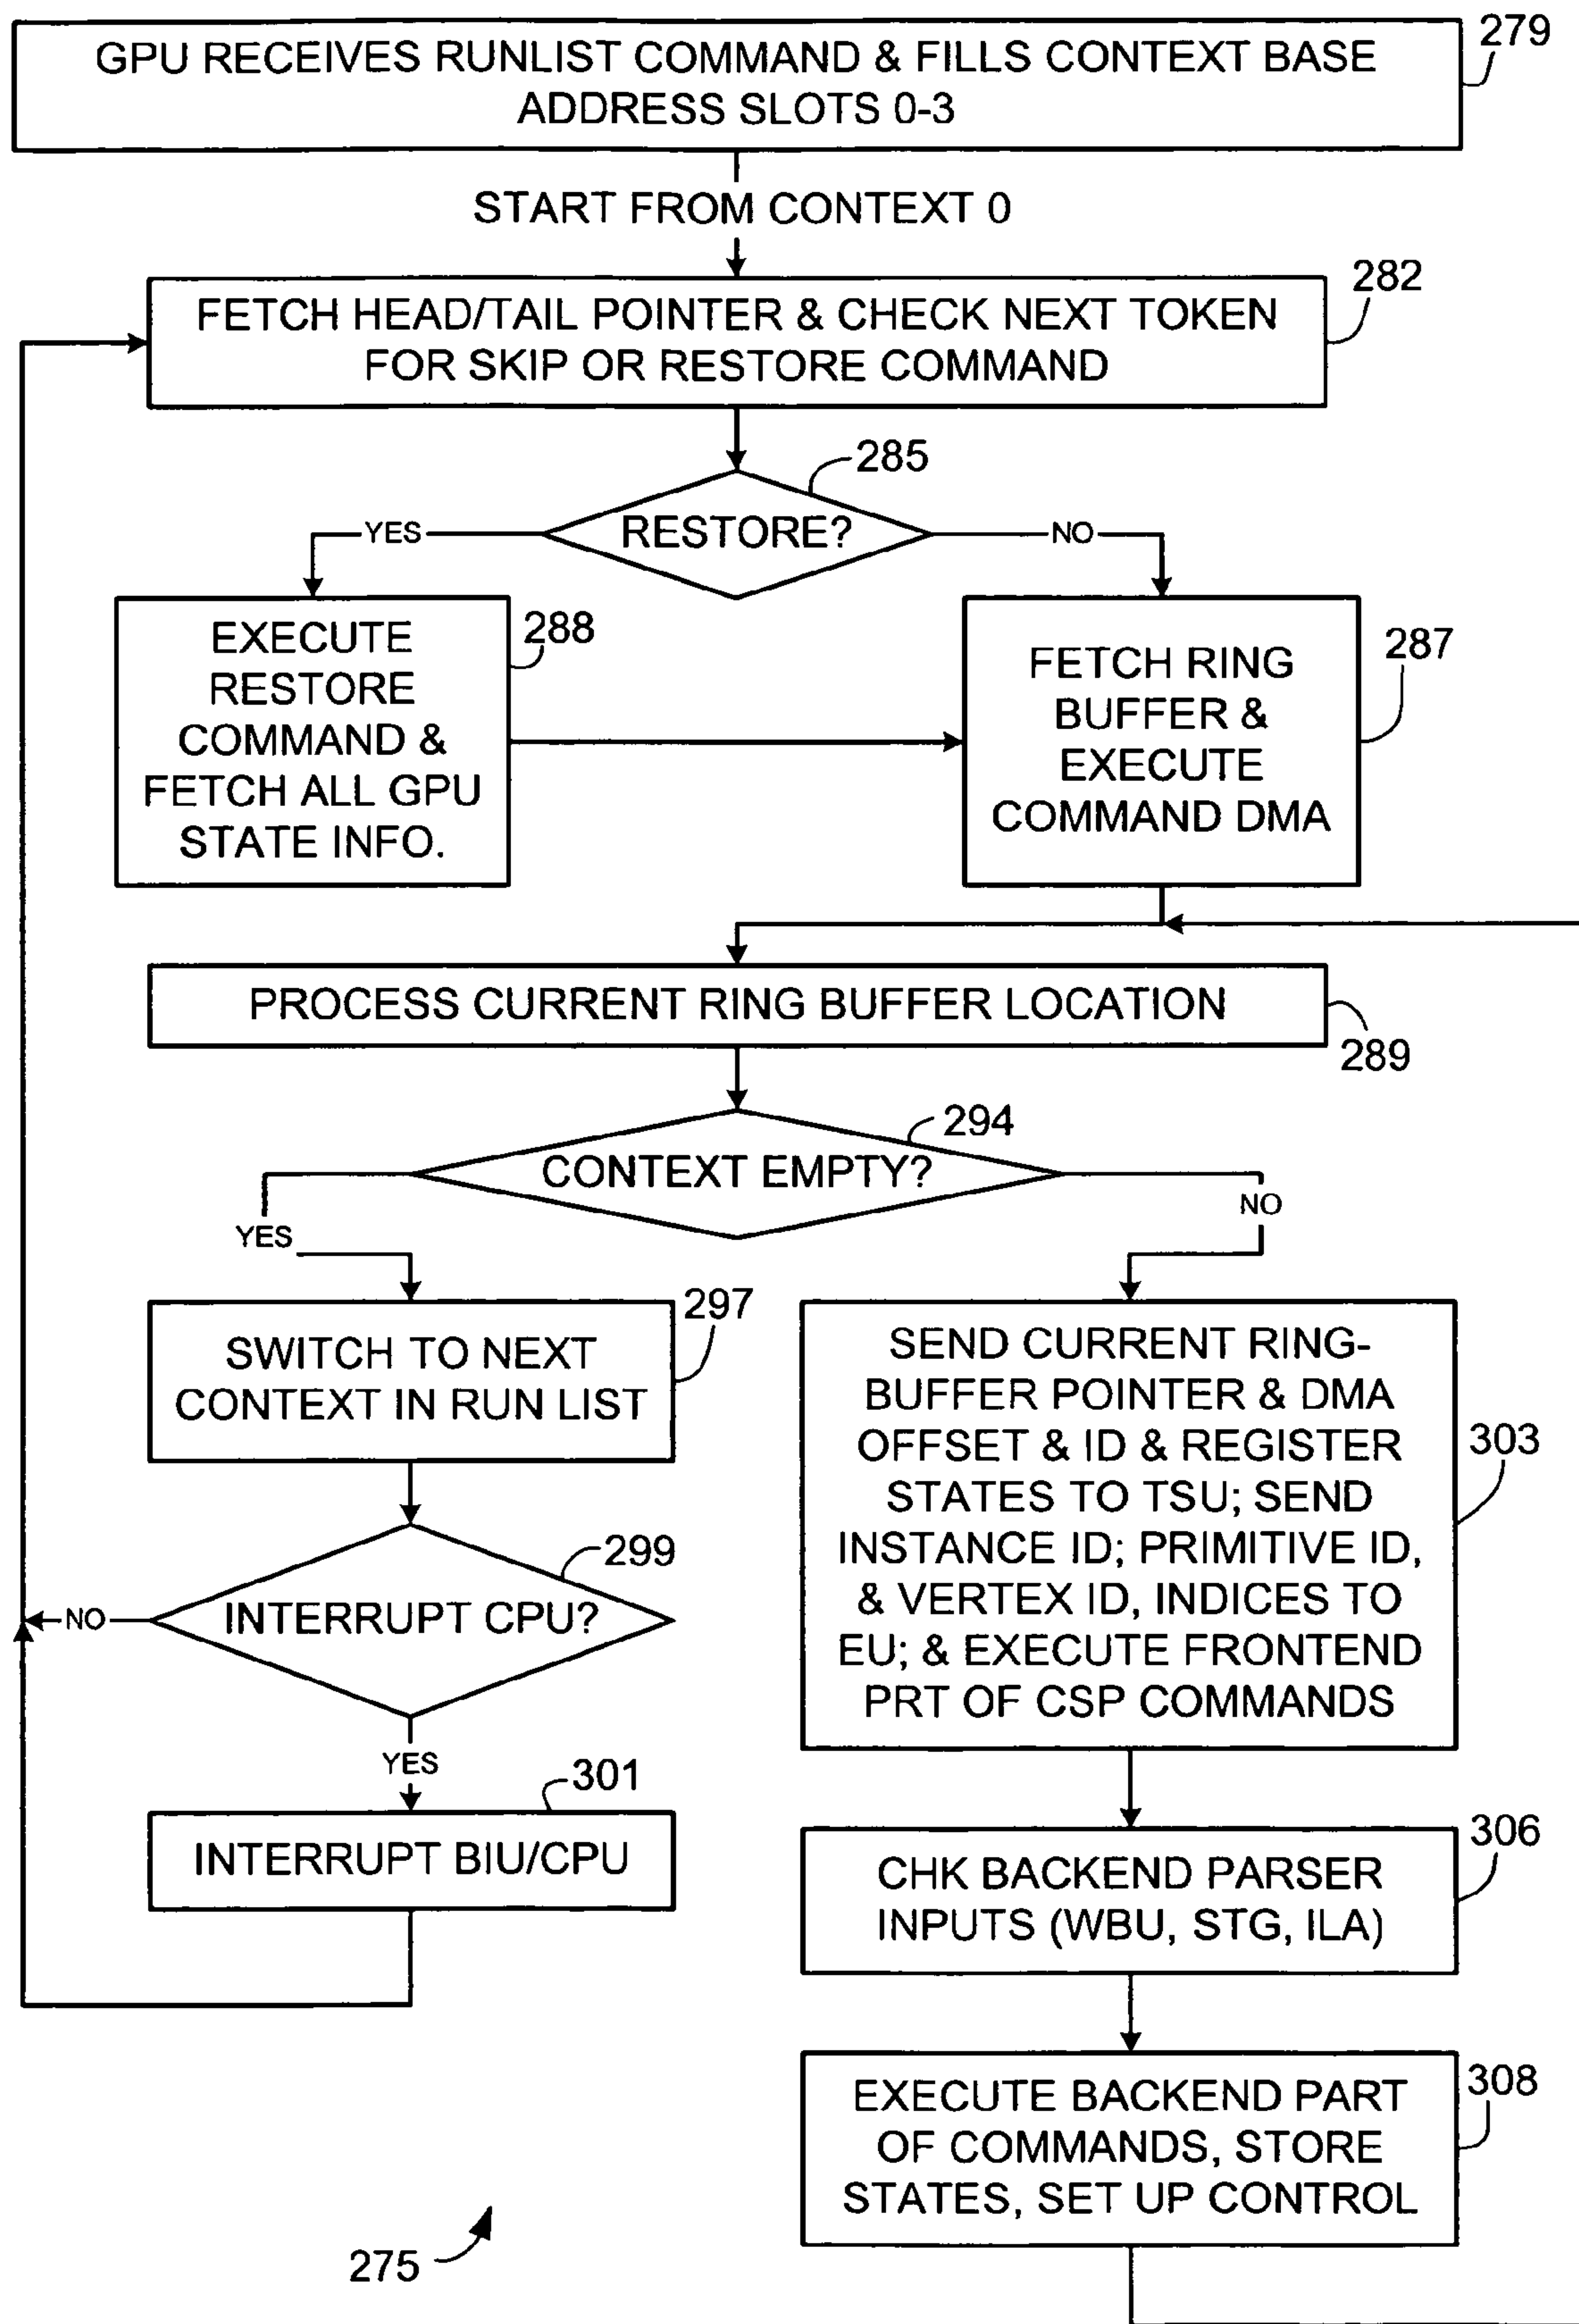 279
GPU RECEIVES RUNLIST COMMAND & FILLS CONTEXT BASE
ADDRESS SLOTS 0-3
START FROM CONTEXT 0
282
FETCH HEAD/TAIL POINTER & CHECK NEXT TOKEN
FOR SKIP OR RESTORE COMMAND
285
RESTORE?
YES
NO
288
EXECUTE
RESTORE
COMMAND &
FETCH ALL GPU
STATE INFO.
287
FETCH RING
BUFFER &
EXECUTE
COMMAND DMA
PROCESS CURRENT RING BUFFER LOCATION
289
294
CONTEXT EMPTY?
YES
NO
297
SWITCH TO NEXT
CONTEXT IN RUN LIST
299
INTERRUPT CPU?
NO
YES
301
INTERRUPT BIU/CPU
303
SEND CURRENT RING-
BUFFER POINTER & DMA
OFFSET & ID & REGISTER
STATES TO TSU; SEND
INSTANCE ID; PRIMITIVE ID,
& VERTEX ID, INDICES TO
EU; & EXECUTE FRONTEND
PRT OF CSP COMMANDS
306
CHK BACKEND PARSER
INPUTS (WBU, STG, ILA)
308
EXECUTE BACKEND PART
OF COMMANDS, STORE
STATES, SET UP CONTROL
275